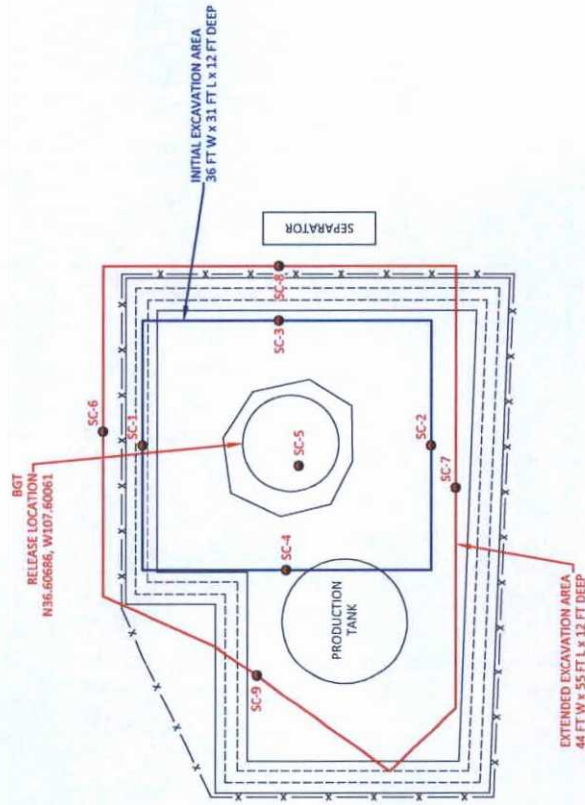 BGT
RELEASE LOCATION
N36.60686, W107.60061
INITIAL EXCAVATION AREA
36 FT W x 31 FT L x 12 FT DEEP
SC-6
SC-1
SEPARATOR
SC-8
SC-3
SC-5
SC-4
SC-2
SC-7
PRODUCTION
TANK
SC-9
EXTENDED EXCAVATION AREA
44 FT W x 55 FT L x 12 FT DEEP